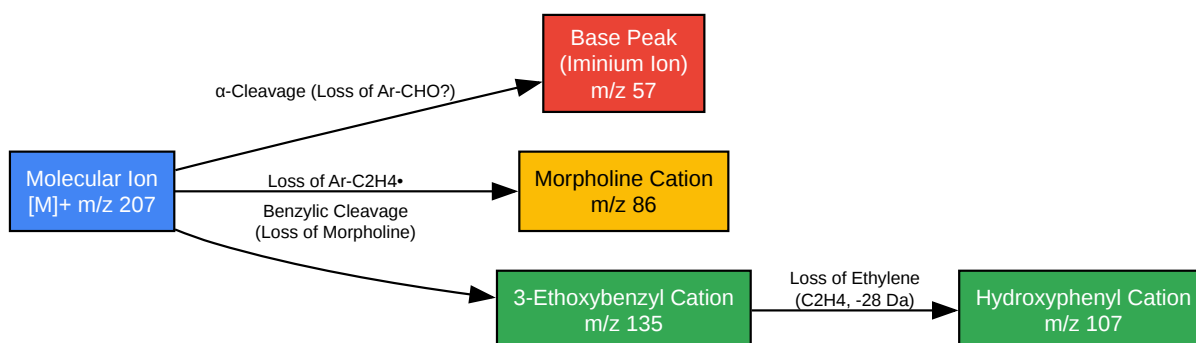 Base Peak
(Iminium Ion)
m/z 57
α-Cleavage (Loss of Ar-CHO?)
Molecular Ion
[M]+ m/z 207
Loss of Ar-C2H4•
Morpholine Cation
m/z 86
Benzylic Cleavage
(Loss of Morpholine)
3-Ethoxybenzyl Cation
m/z 135
Loss of Ethylene
(C2H4, -28 Da)
Hydroxyphenyl Cation
m/z 107